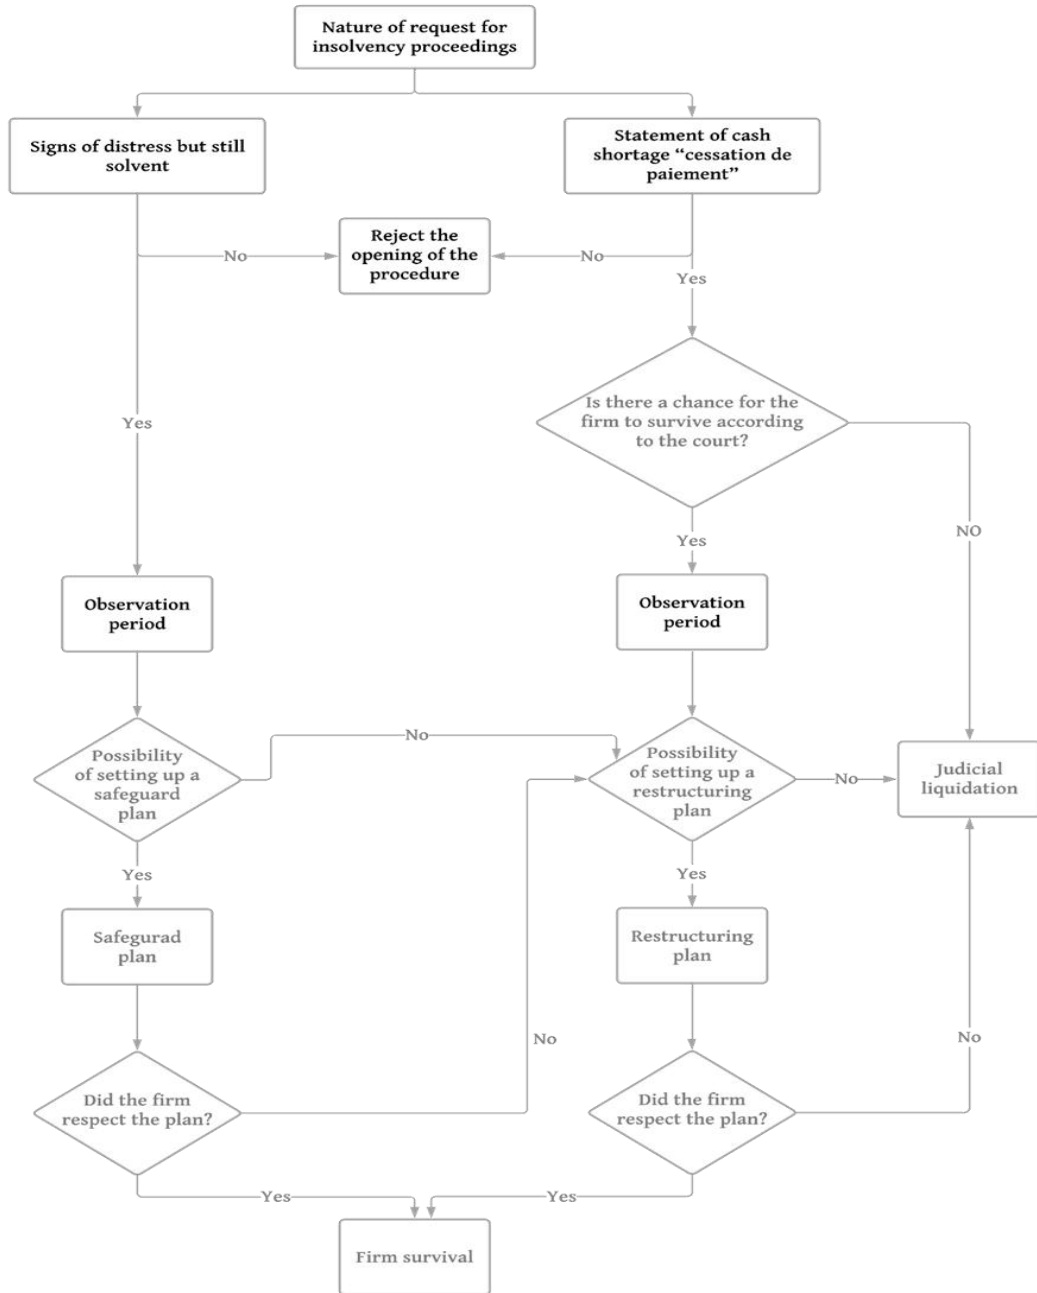 Nature of request for
insolvency proceedings
Signs of distress but still
solvent
Statement of cash
shortage “cessation de
paiement”
Reject the
opening of the
procedure
No
No
Yes
Yes
Is there a chance for the
firm to survive according
to the court?
NO
Yes
Observation
period
Observation
period
No
Possibility
of setting up a
safeguard
plan
Possibility
of setting up a
restructuring
plan
No
Judicial
liquidation
Yes
Yes
Safegurad
plan
Restructuring
plan
No
No
Did the firm
respect the plan?
Did the firm
respect the plan?
Yes
Yes
Firm survival